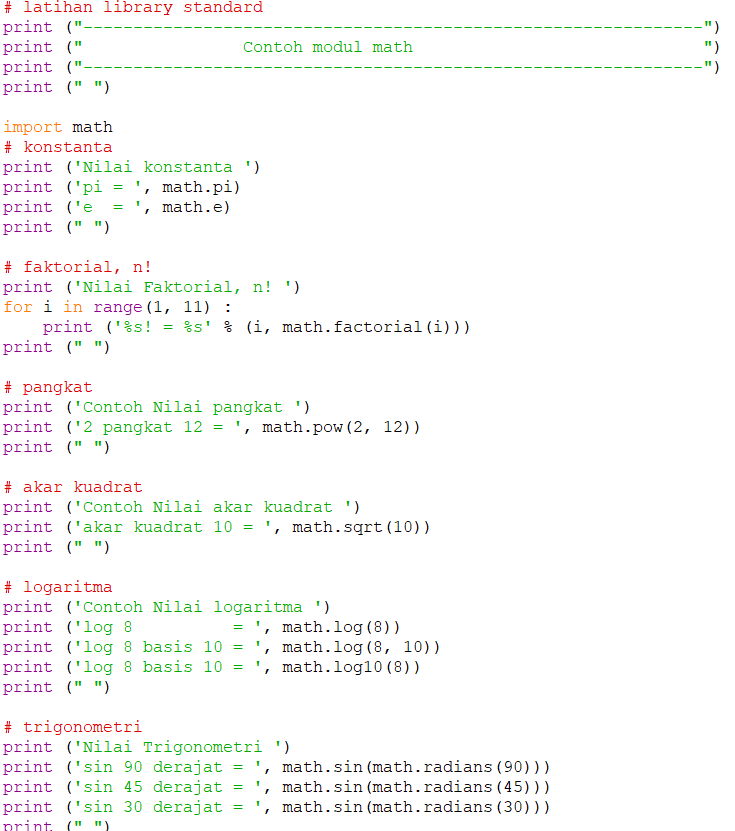 # latihan library standard
print ("--------------------------------------------------------------")
print ("                Contoh modul math                             ")
print ("--------------------------------------------------------------")
print (" ")

import math
# konstanta
print ('Nilai konstanta ')
print ('pi = ', math.pi)
print ('e  = ', math.e)
print (" ")

# faktorial, n!
print ('Nilai Faktorial, n! ')
for i in range(1, 11) :
    print ('%s! = %s' % (i, math.factorial(i)))
print (" ")

# pangkat
print ('Contoh Nilai pangkat ')
print ('2 pangkat 12 = ', math.pow(2, 12))
print (" ")

# akar kuadrat
print ('Contoh Nilai akar kuadrat ')
print ('akar kuadrat 10 = ', math.sqrt(10))
print (" ")

# logaritma
print ('Contoh Nilai logaritma ')
print ('log 8          = ', math.log(8))
print ('log 8 basis 10 = ', math.log(8, 10))
print ('log 8 basis 10 = ', math.log10(8))
print (" ")

# trigonometri
print ('Nilai Trigonometri ')
print ('sin 90 derajat = ', math.sin(math.radians(90)))
print ('sin 45 derajat = ', math.sin(math.radians(45)))
print ('sin 30 derajat = ', math.sin(math.radians(30)))
print (" ")